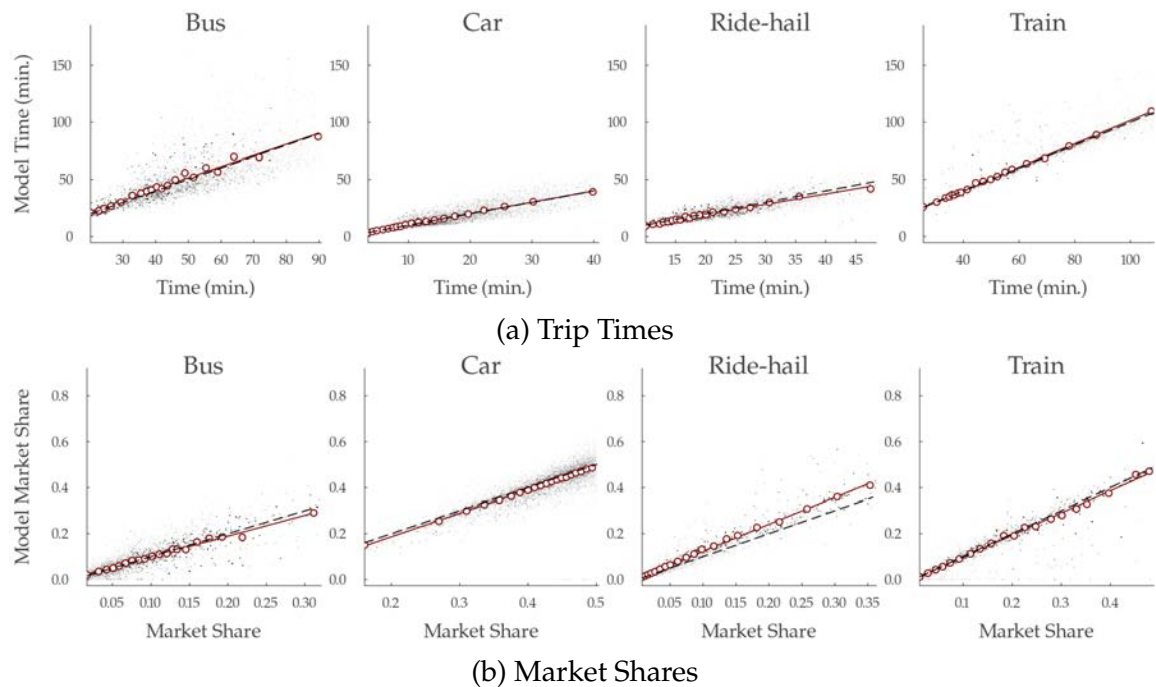 Bus Car Ride-hail Train
Model Time (min.)
150 150 150 150
100 100 100 100
50 50 50 50
0 0 0 0
30 40 50 60 70 80 90 10 20 30 40 15 20 25 30 35 40 45 40 60 80 100
Time (min.) Time (min.) Time (min.) Time (min.)
(a) Trip Times
Bus Car Ride-hail Train
Model Market Share
0.8 0.8 0.8 0.8
0.6 0.6 0.6 0.6
0.4 0.4 0.4 0.4
0.2 0.2 0.2 0.2
0.0 0.0 0.0 0.0
0.05 0.10 0.15 0.20 0.25 0.30 0.2 0.3 0.4 0.5 0.05 0.10 0.15 0.20 0.25 0.30 0.35 0.1 0.2 0.3 0.4
Market Share Market Share Market Share Market Share
(b) Market Shares